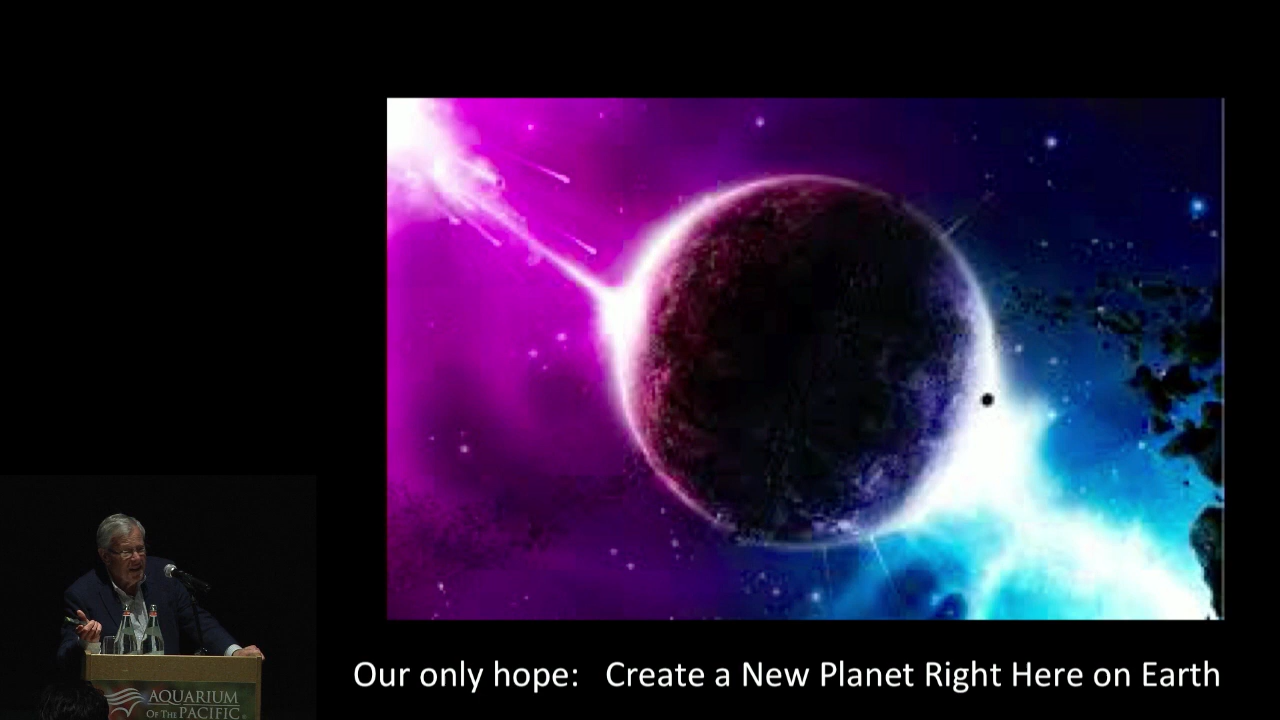 Our only hope:   Create a New Planet Right Here on Earth
AQUARIUM
OF THE PACIFIC